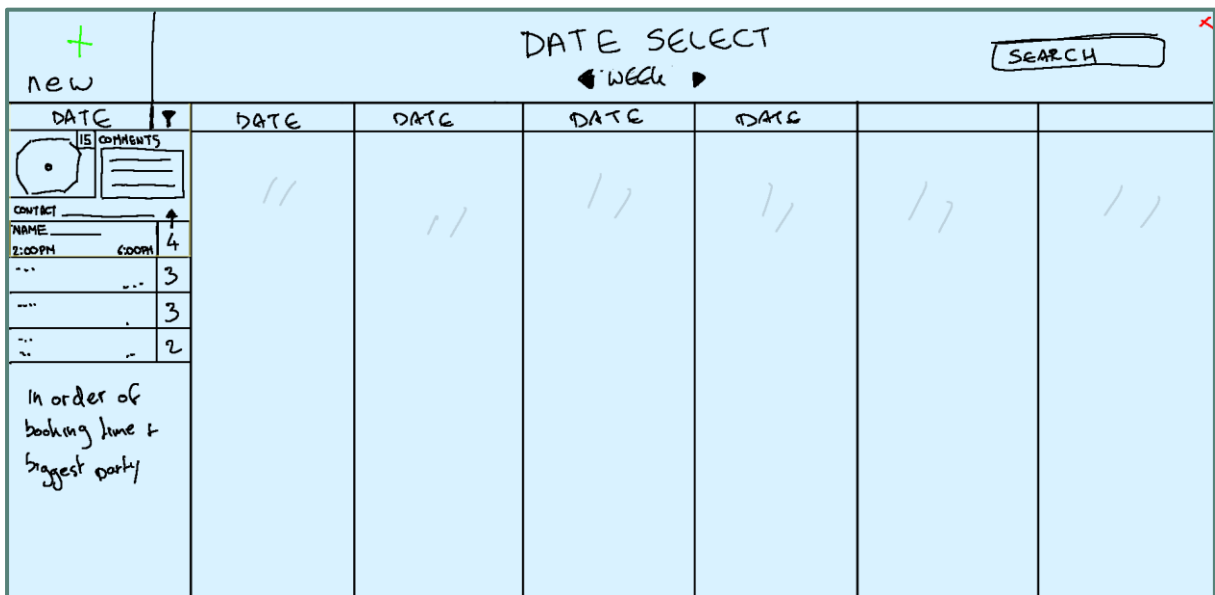 +
new
DATE SELECT
◀ WEEK ▶
SEARCH
x
DATE
DATE
DATE
DATE
DATE
15
COMMENTS
CONTACT
NAME
2:00PM 6:00PM
4
3
3
2
In order of
booking time +
biggest party